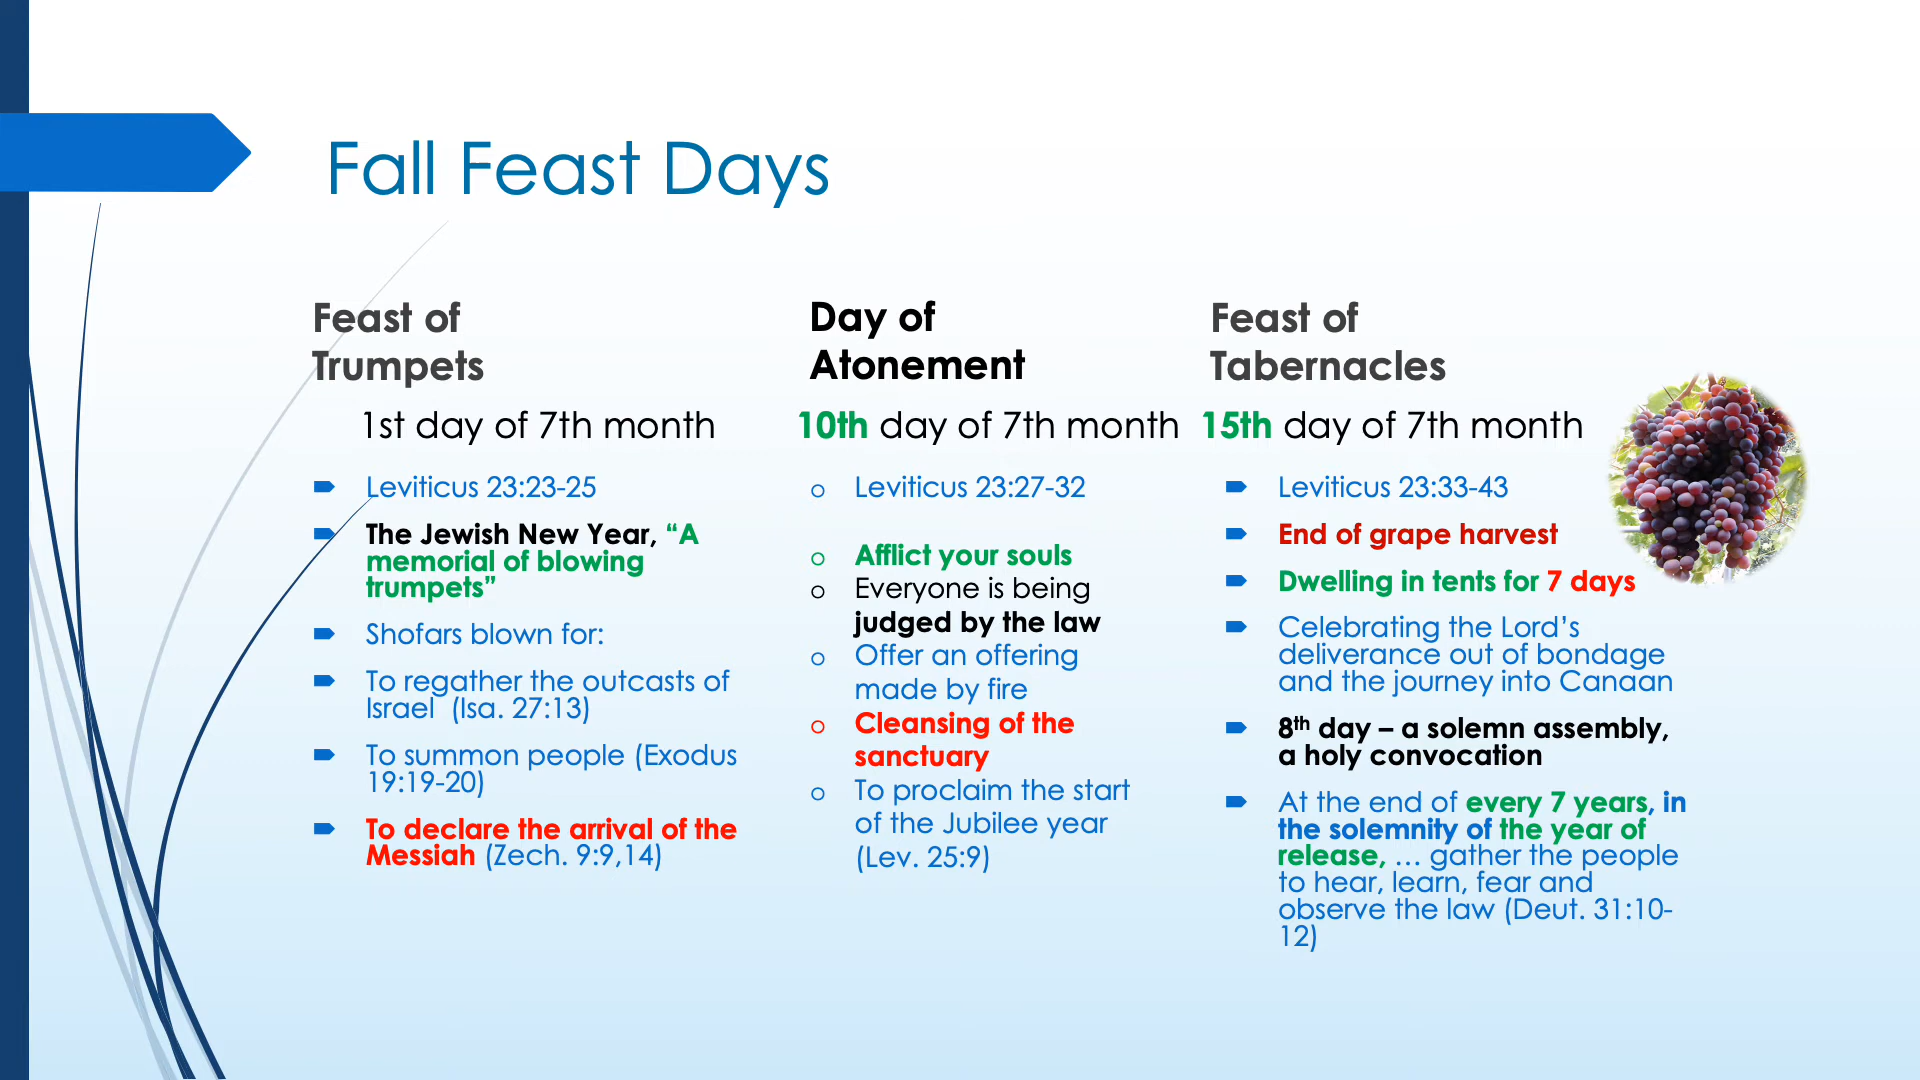 Fall Feast Days
Feast of
Trumpets
1st day of 7th month
Leviticus 23:23-25
The Jewish New Year, “A
memorial of blowing
trumpets”
Shofars blown for:
To regather the outcasts of
Israel (Isa. 27:13)
To summon people (Exodus
19:19-20)
To declare the arrival of the
Messiah (Zech. 9:9,14)
Day of
Atonement
10th day of 7th month
Leviticus 23:27-32
Afflict your souls
Everyone is being
judged by the law
Offer an offering
made by fire
Cleansing of the
sanctuary
To proclaim the start
of the Jubilee year
(Lev. 25:9)
Feast of
Tabernacles
15th day of 7th month
Leviticus 23:33-43
End of grape harvest
Dwelling in tents for 7 days
Celebrating the Lord’s
deliverance out of bondage
and the journey into Canaan
8th day – a solemn assembly,
a holy convocation
At the end of every 7 years, in
the solemnity of the year of
release, … gather the people
to hear, learn, fear and
observe the law (Deut. 31:10-
12)